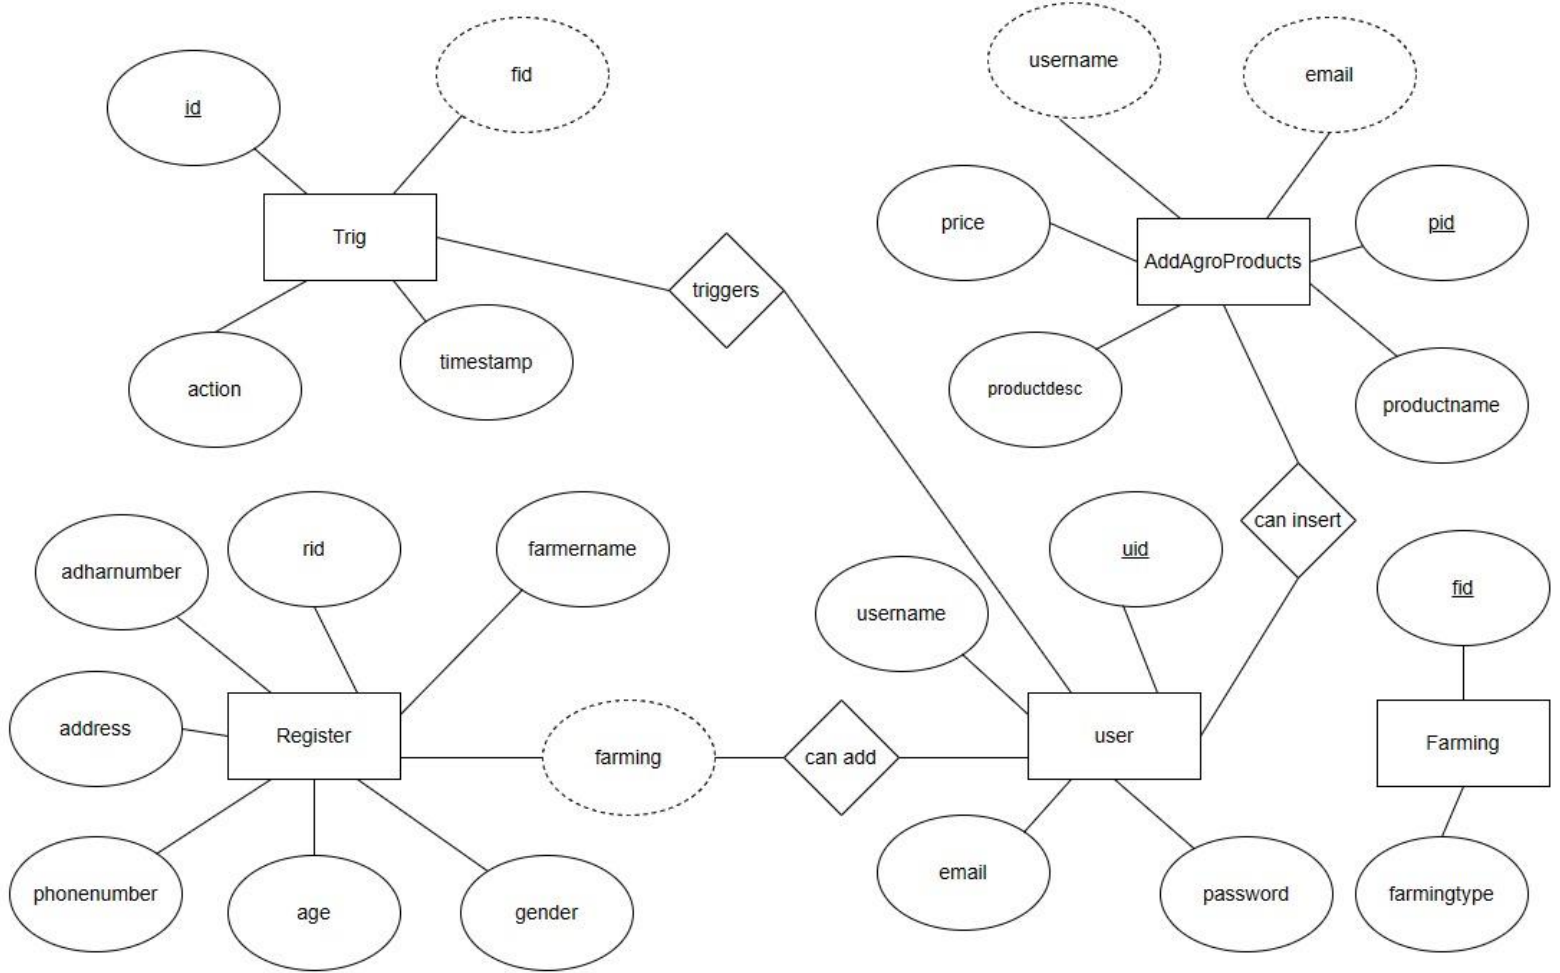 username
fid
email
id
price
pid
Trig
AddAgroProducts
triggers
timestamp
action
productdesc
productname
can insert
rid
farmername
uid
adharnumber
fid
username
address
Register
user
Farming
farming
can add
email
phonenumber
password
farmingtype
age
gender